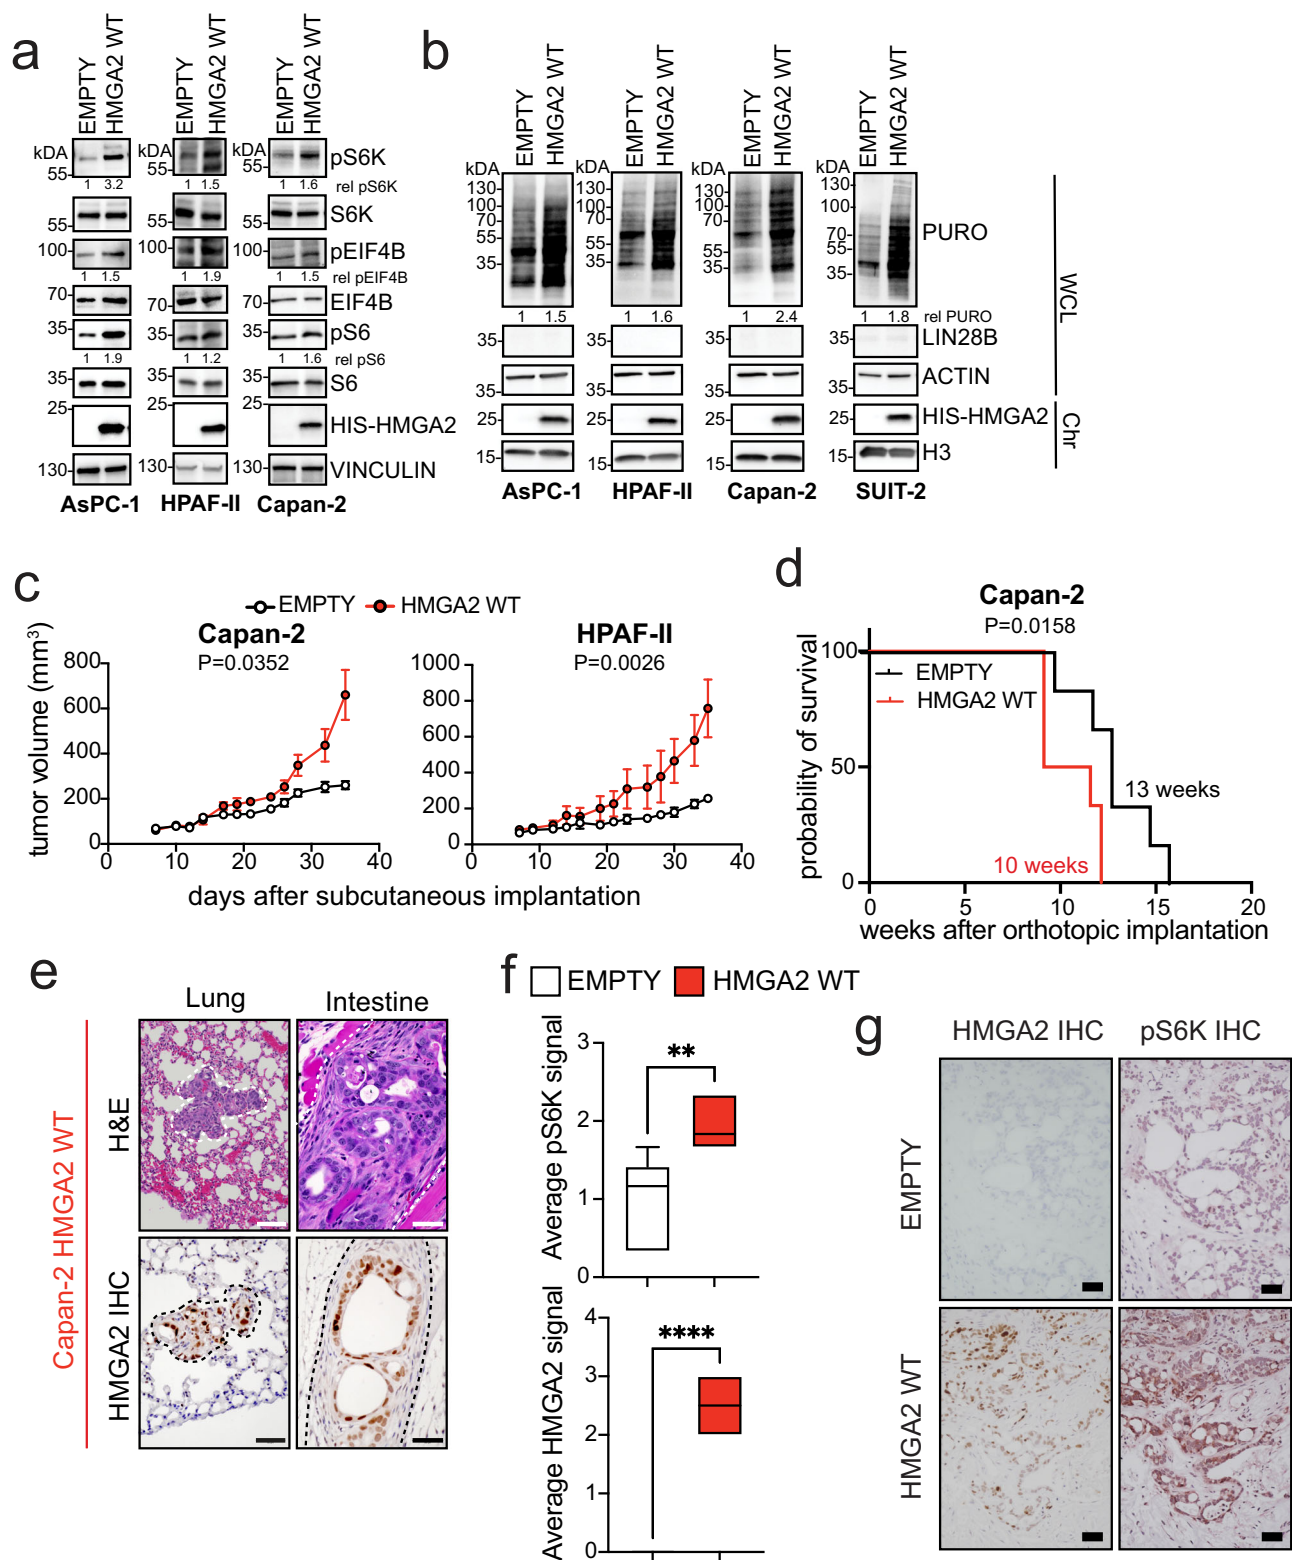 a
EMPTY
HMGA2 WT
EMPTY
HMGA2 WT
EMPTY
HMGA2 WT
kDA
55-
kDA
55-
kDA
55-
pS6K
1 3.2 1 1.5 1 1.6 rel pS6K
55- 55- 55- S6K
100- 100- 100- pEIF4B
1 1.5 1 1.9 1 1.5 rel pEIF4B
70- 70- 70- EIF4B
35- 35- 35- pS6
1 1.9 1 1.2 1 1.6 rel pS6
35- 35- 35- S6
25- 25- 25- HIS-HMGA2
130- 130- 130- VINCULIN
AsPC-1 HPAF-II Capan-2
b
EMPTY
HMGA2 WT
EMPTY
HMGA2 WT
EMPTY
HMGA2 WT
EMPTY
HMGA2 WT
kDA kDA kDA kDA
130- 130- 130- 130-
100- 100- 100- 100-
70- 70- 70- 70-
55- 55- 55- 55-
35- 35- 35- 35-
PURO
1 1.5 1 1.6 1 2.4 1 1.8 rel PURO
35- 35- 35- 35- LIN28B
35- 35- 35- 35- ACTIN
25- 25- 25- 25- HIS-HMGA2
15- 15- 15- 15- H3
WCL
Chr
AsPC-1 HPAF-II Capan-2 SUIT-2
c
EMPTY HMGA2 WT
Capan-2
P=0.0352
tumor volume (mm³)
800
600
400
200
0
0 10 20 30 40
HPAF-II
P=0.0026
1000
800
600
400
200
0
0 10 20 30 40
days after subcutaneous implantation
d
Capan-2
P=0.0158
probability of survival
100
50
0
EMPTY
HMGA2 WT
13 weeks
10 weeks
0 5 10 15 20
weeks after orthotopic implantation
e
Lung Intestine
Capan-2 HMGA2 WT
H&E
HMGA2 IHC
f
EMPTY HMGA2 WT
Average pS6K signal
3
2
1
0
**
Average HMGA2 signal
4
3
2
1
0
****
g
HMGA2 IHC pS6K IHC
EMPTY
HMGA2 WT